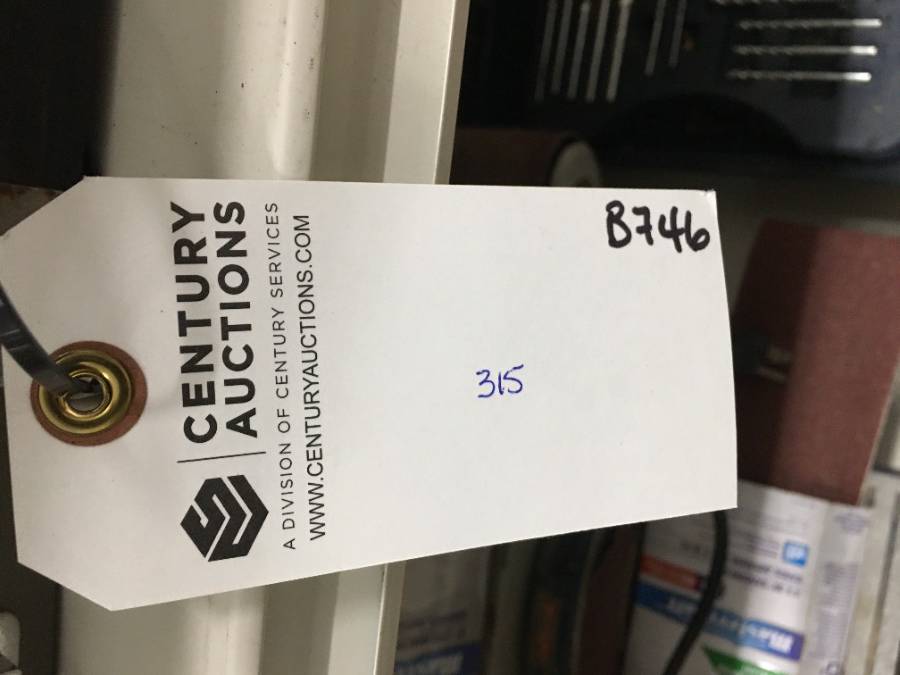 CENTURY
AUCTIONS
A DIVISION OF CENTURY SERVICES
WWW.CENTURYAUCTIONS.COM
B746
315